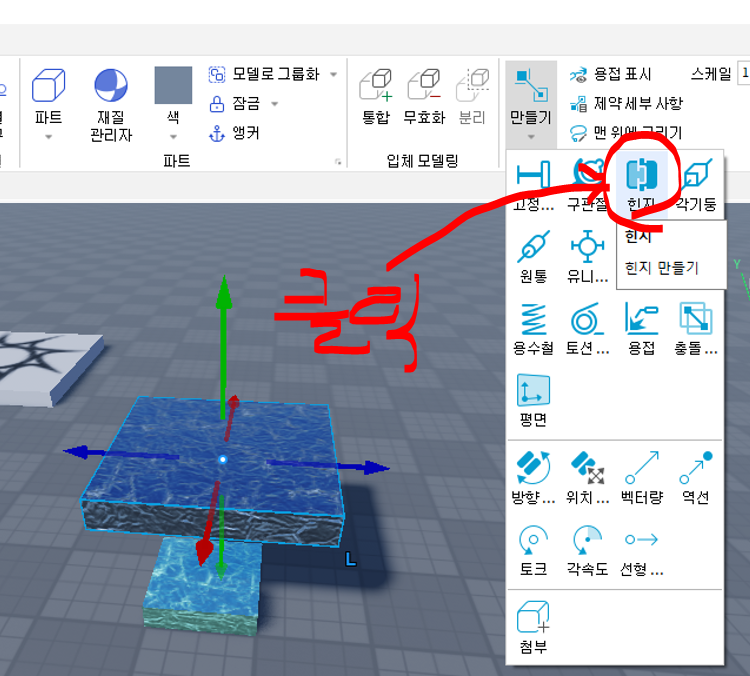 모델로 그룹화
용접 표시
스케일
1
파트
재질
관리자
색
잠금
앵커
통합
무효화
분리
만들기
제약 세부 사항
맨 위에 그리기
파트
입체 모델링
고정...
구관절
힌지
각기둥
원통
유니...
힌지
힌지 만들기
용수철
토션 ...
용접
충돌 ...
평면
방향...
위치...
벡터량
역선
토크
각속도
선형 ...
첨부
클릭
Y
L